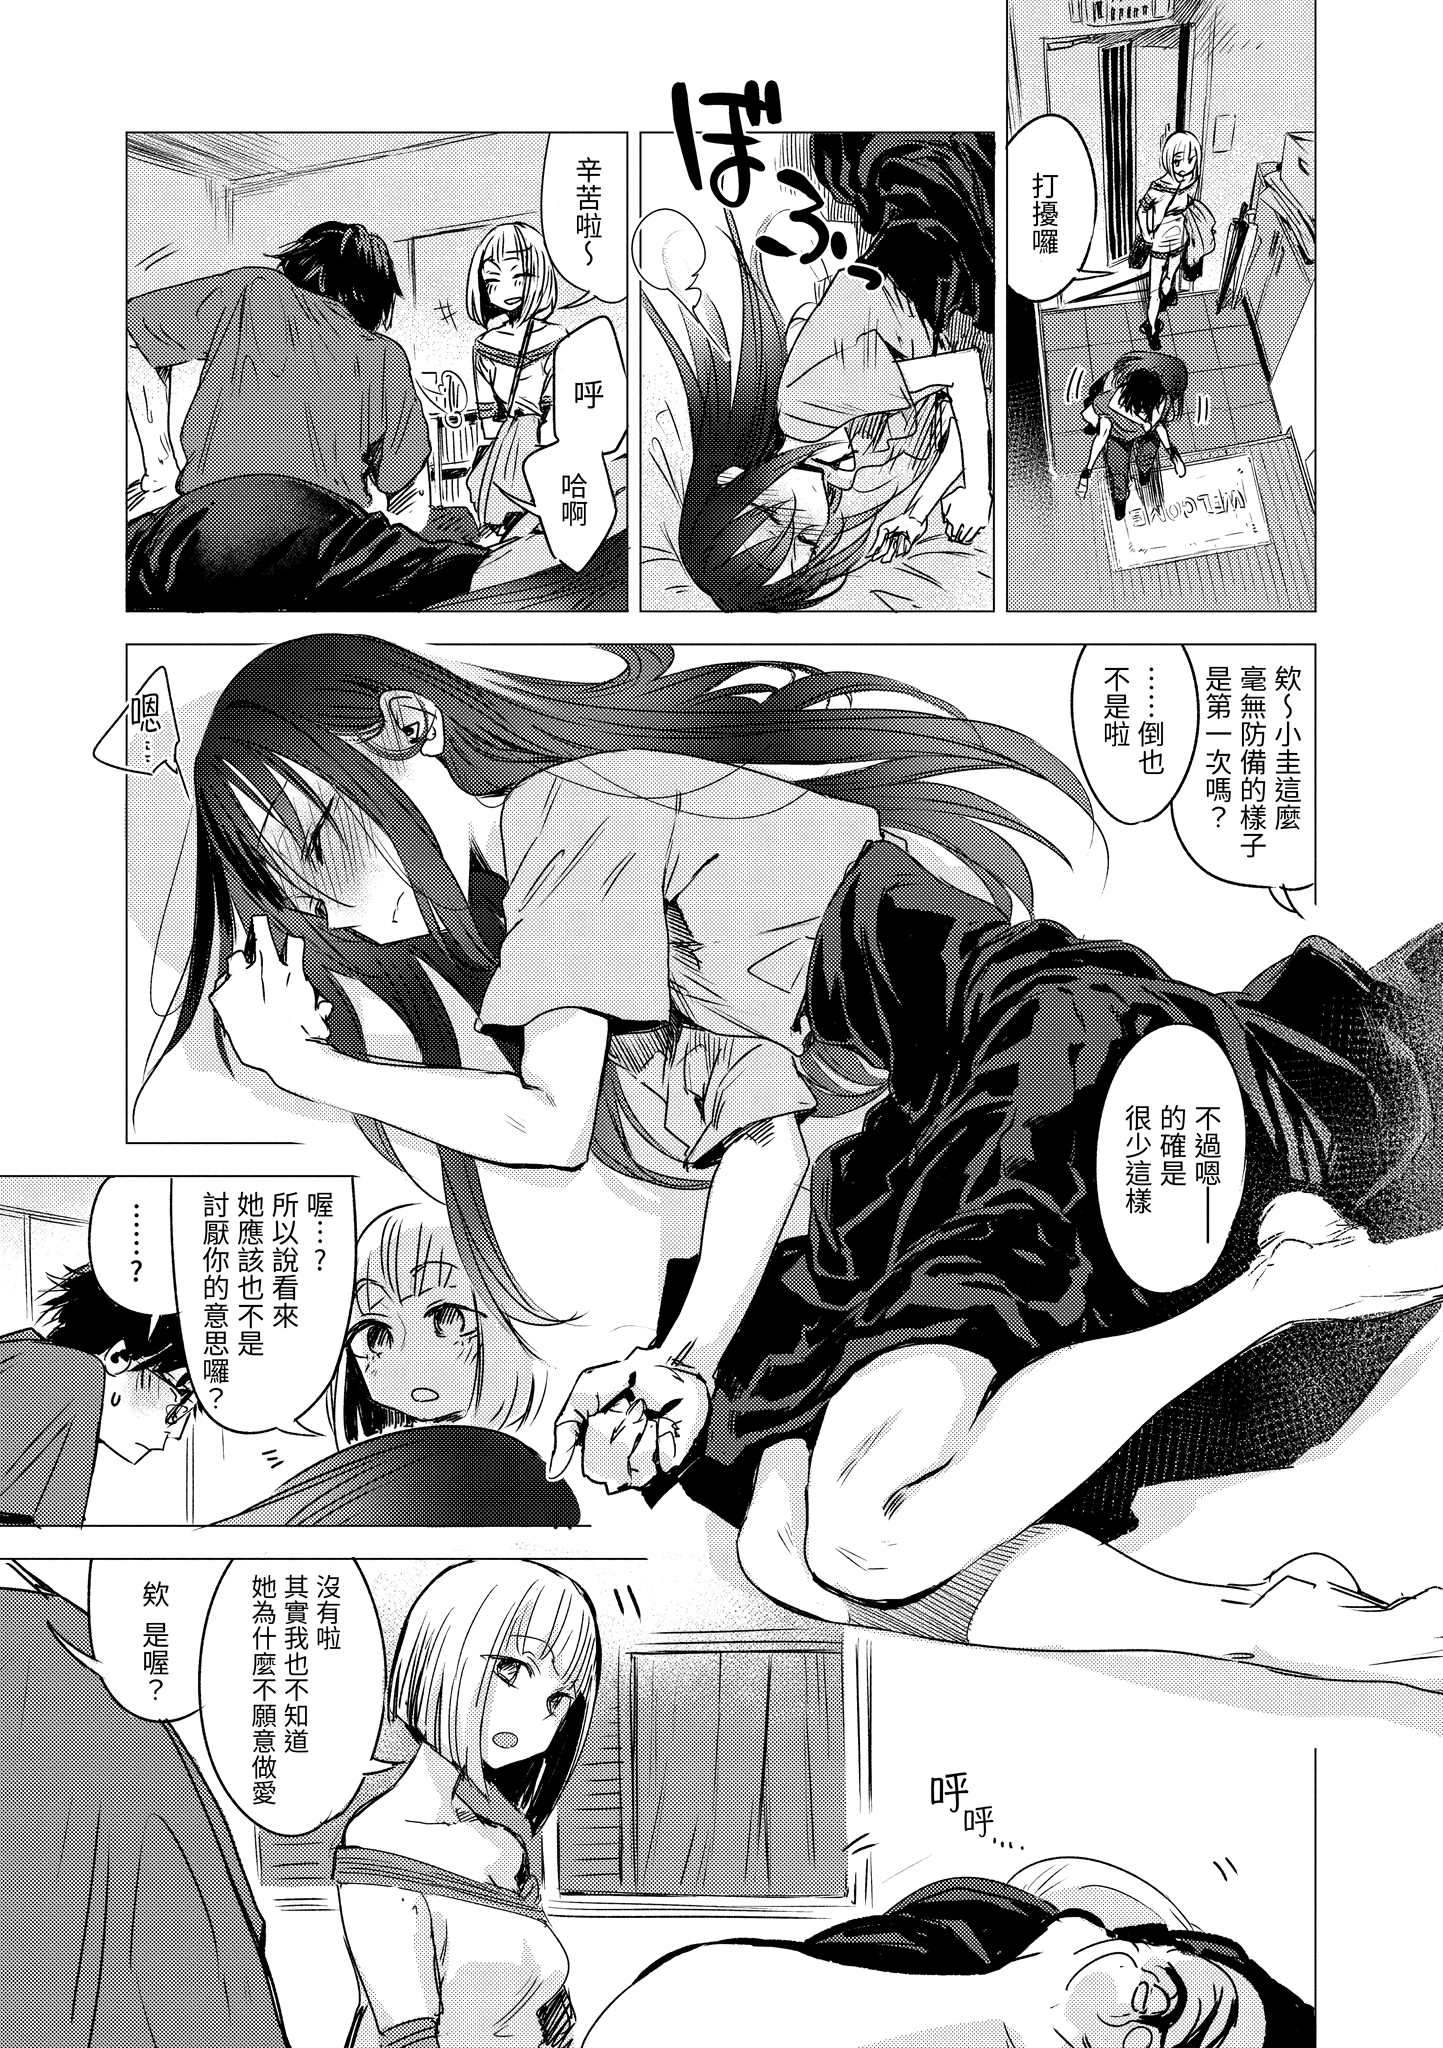 打擾囉
WELCOME
ぼふっ
辛苦啦～
呼
哈啊
欸～小圭這麼
毫無防備的樣子
是第一次嗎？
……倒也
不是啦
嗯…
不過嗯——
的確是
很少這樣
喔…？
所以說看來
她應該也不是
討厭你的意思囉？
……？
沒有啦
其實我也不知道
她為什麼不願意做愛
欸 是喔？
呼
呼…